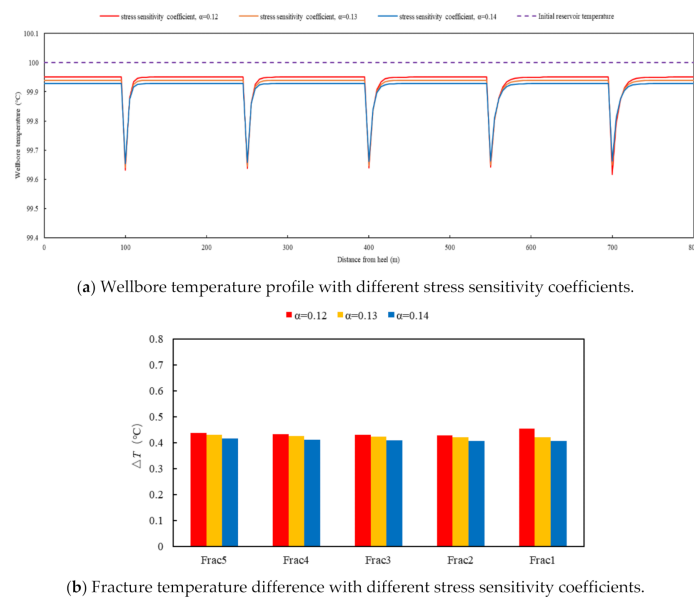 stress sensitivity coefficient, α=0.12 stress sensitivity coefficient, α=0.13 stress sensitivity coefficient, α=0.14 Initial reservoir temperature
100.1
100
99.9
99.8
99.7
99.6
99.5
99.4
Wellbore temperature (°C)
0 100 200 300 400 500 600 700 800
Distance from heel (m)
(a) Wellbore temperature profile with different stress sensitivity coefficients.
α=0.12 α=0.13 α=0.14
0.8
0.7
0.6
0.5
0.4
0.3
0.2
0.1
0
△T (°C)
Frac5 Frac4 Frac3 Frac2 Frac1
(b) Fracture temperature difference with different stress sensitivity coefficients.